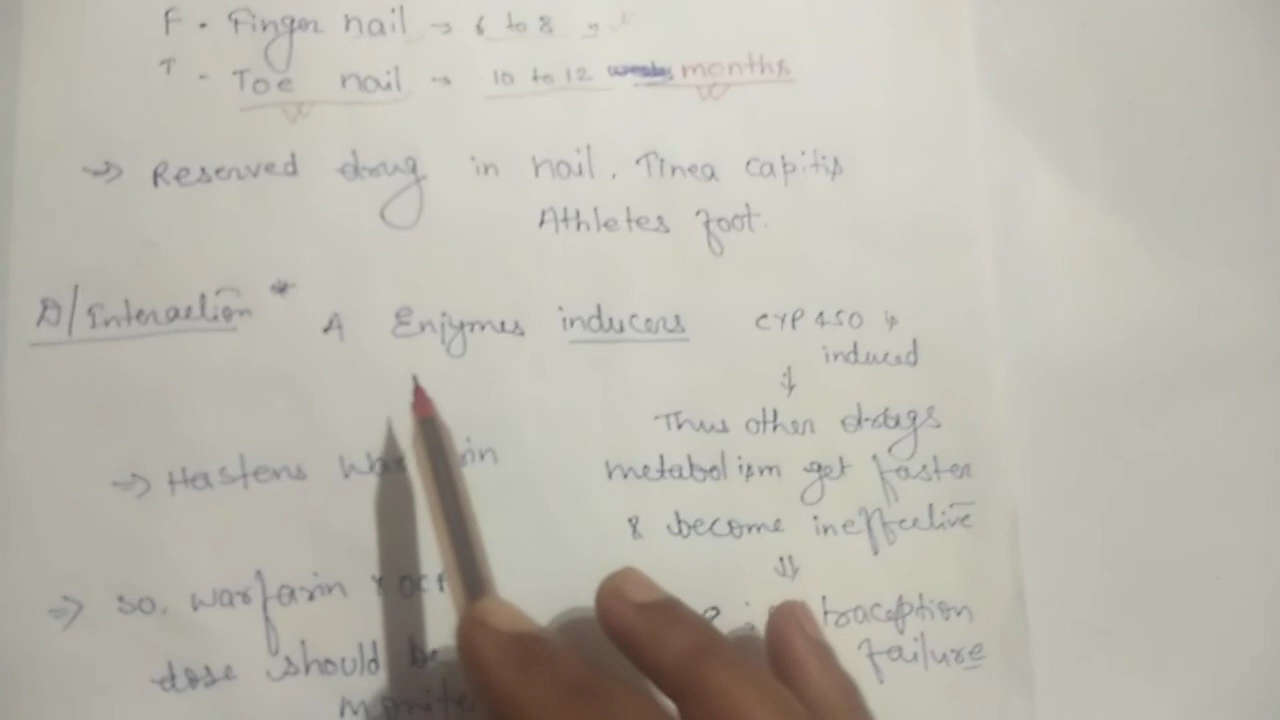 F - Finger nail → 6 to 8
T - Toe nail → 10 to 12 months
→ Reserved drug in nail. Tinea capitis
Athletes foot.
D/Interaction * A Enzymes inducers
CYP450 is
induced
↓
Thus other drugs
metabolism get faster
& become ineffective
⇓
failure
→ Hastens
⇒ So, warfarin
dose should